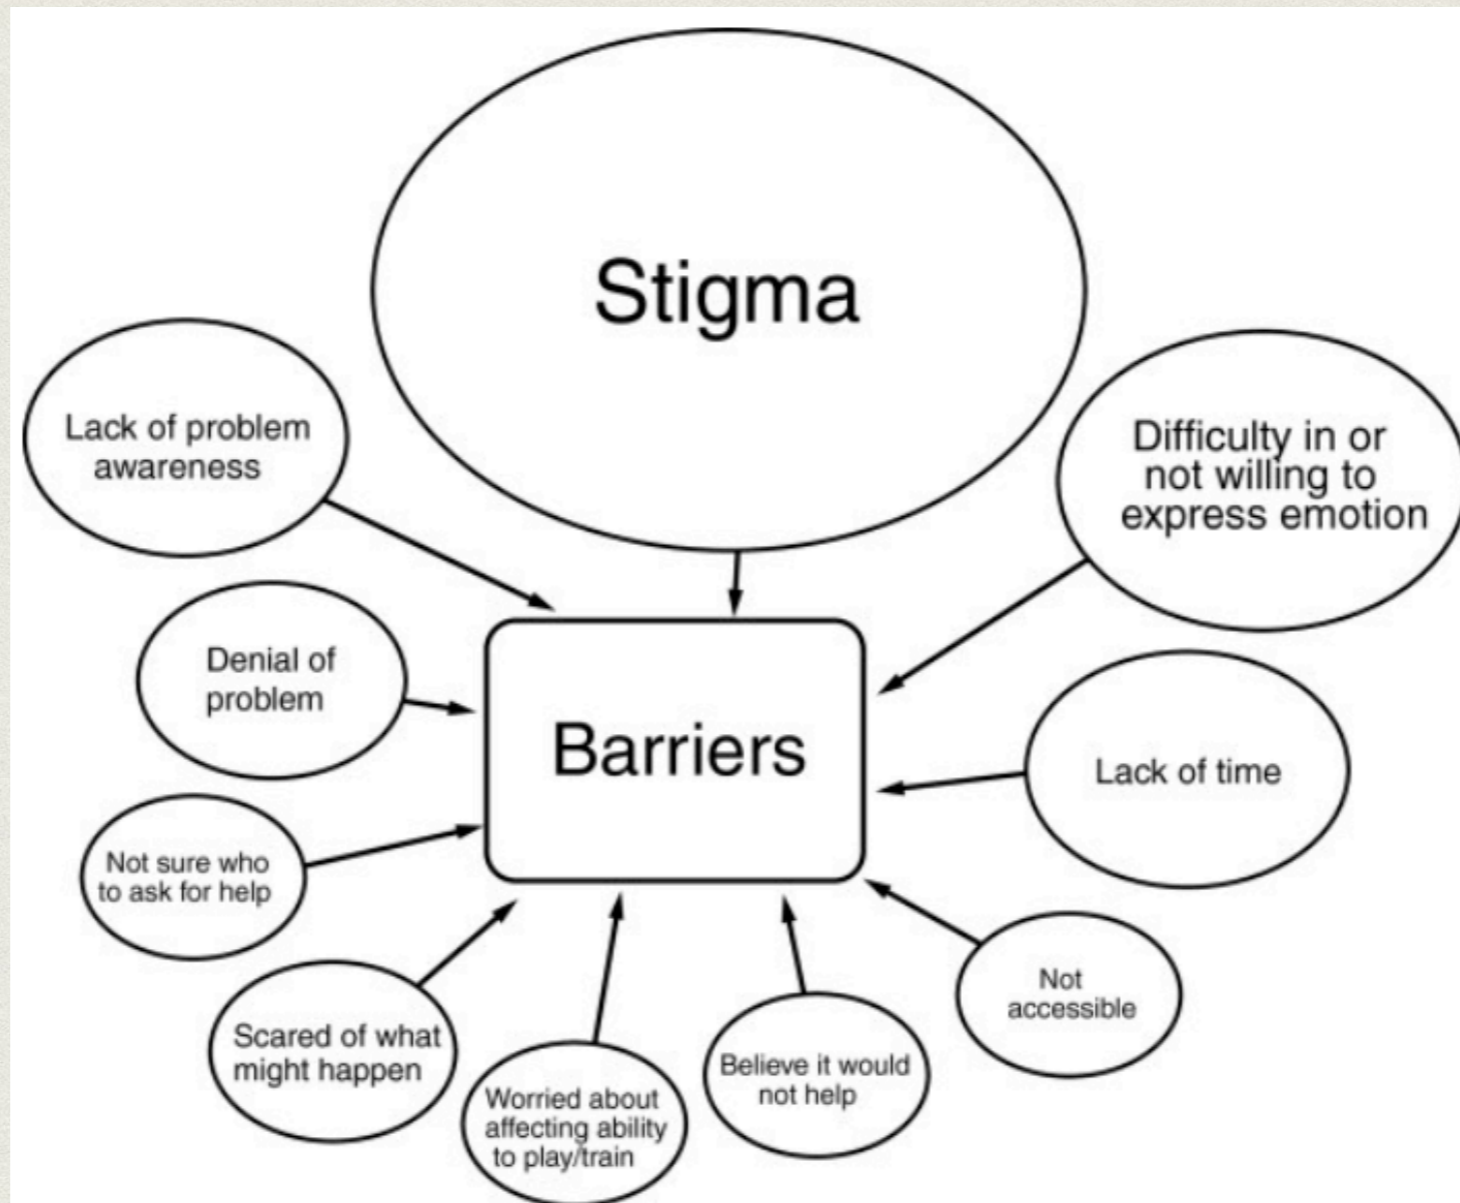 Stigma
Lack of problem
awareness
Difficulty in or
not willing to
express emotion
Denial of
problem
Barriers
Lack of time
Not sure who
to ask for help
Scared of what
might happen
Worried about
affecting ability
to play/train
Believe it would
not help
Not
accessible